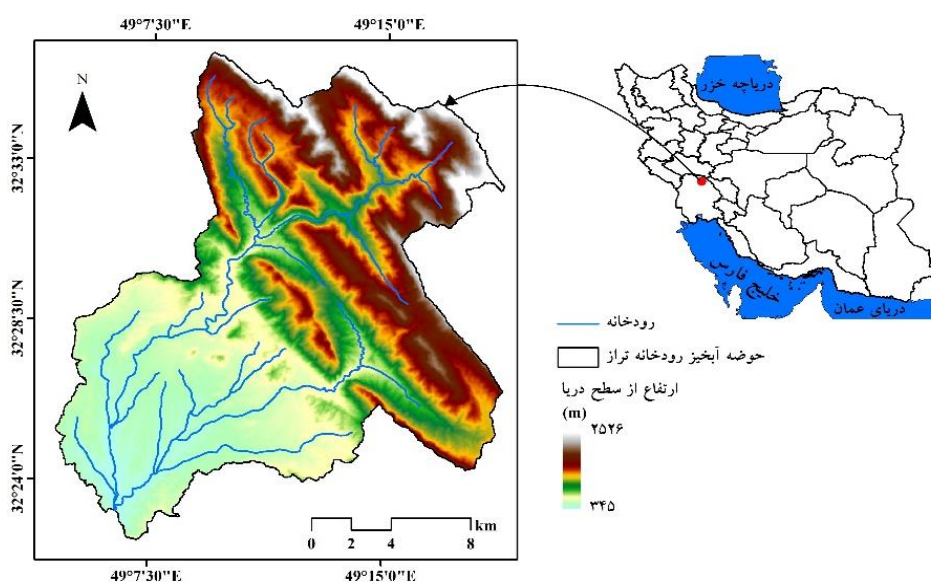 49°7'30"E
49°15'0"E
N
32°33'0"N
32°28'30"N
32°24'0"N
49°7'30"E
49°15'0"E
0 2 4 8
km
دریاچه خزر
خلیج فارس
دریای عمان
رودخانه
حوضه آبخیز رودخانه تراز
ارتفاع از سطح دریا
(m)
۲۵۲۶
۳۴۵